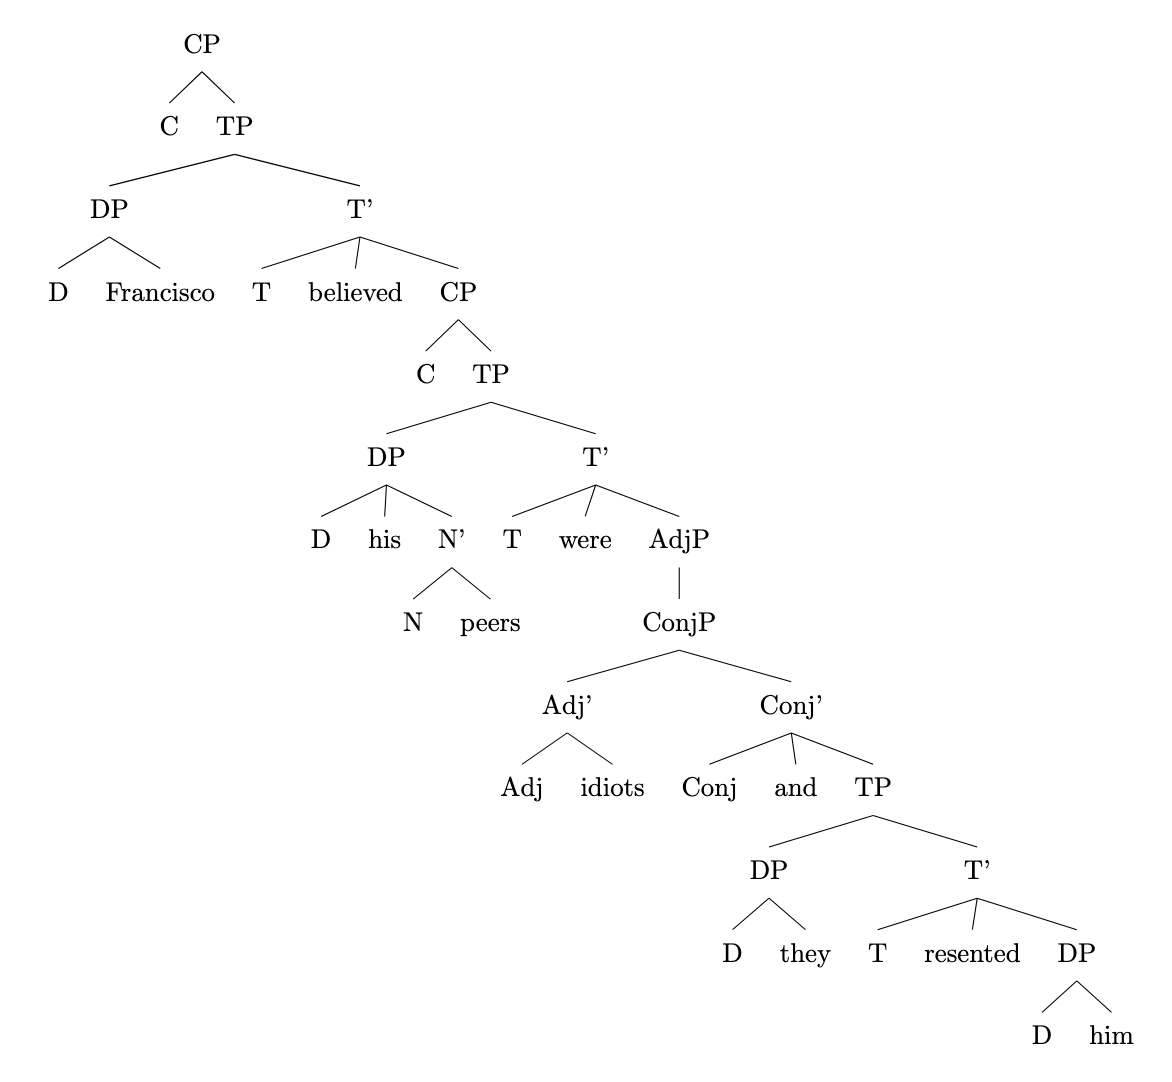 CP
C TP
DP T’
D Francisco T believed CP
C TP
DP T’
D his N’ T were AdjP
N peers ConjP
Adj’ Conj’
Adj idiots Conj and TP
DP T’
D they T resented DP
D him